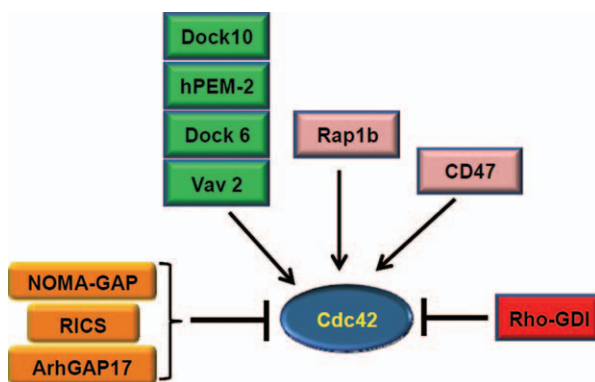 Dock10
hPEM-2
Dock 6
Vav 2
Rap1b
CD47
NOMA-GAP
RICS
ArhGAP17
Cdc42
Rho-GDI